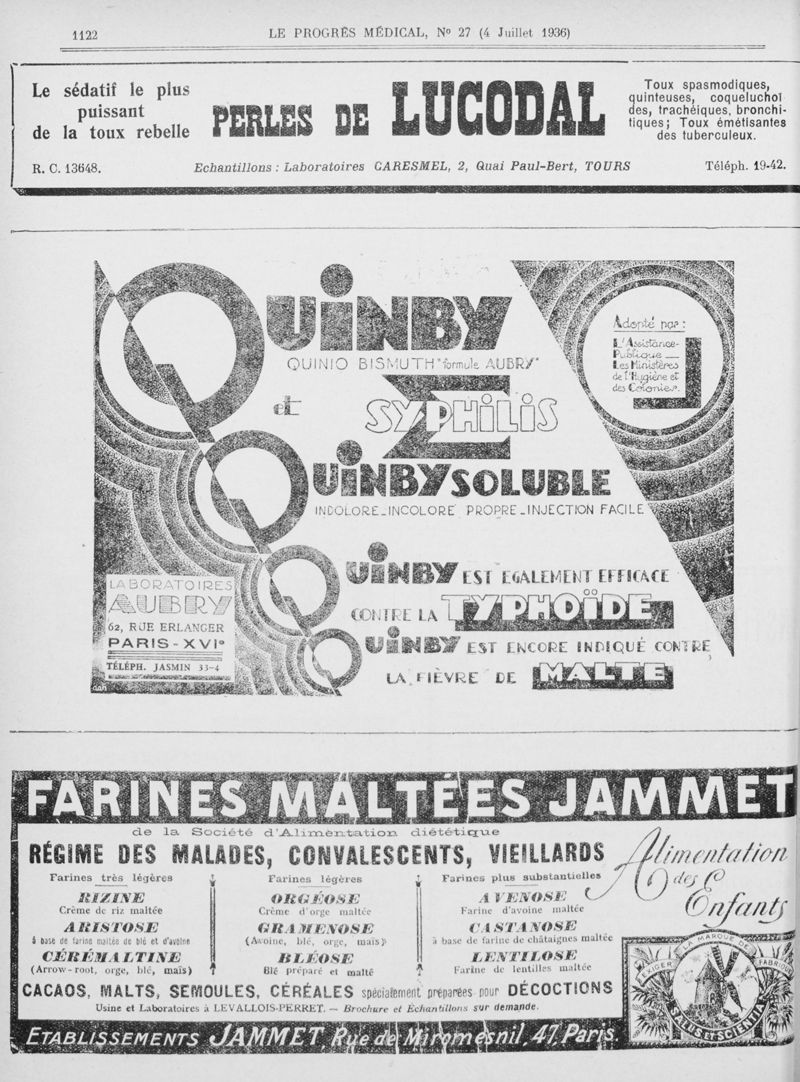 1122
LE PROGRÈS MÉDICAL, N° 27 (4 Juillet 1936)
Le sédatif le plus
puissant
de la toux rebelle
PERLES DE LUCODAL
Toux spasmodiques,
quinteuses, coqueluchoï
des, trachéiques, bronchi-
tiques; Toux émétisantes
des tuberculeux.
R. C. 13648.
Echantillons : Laboratoires CARESMEL, 2, Quai Paul-Bert, TOURS
Téléph. 19-42.
QUINBY
QUINIO BISMUTH "formule AUBRY"
Adopté par :
L'Assistance-
Publique _
Les Ministères
de l'Hygiène et
des Colonies.
et
SYPHILIS
QUINBY SOLUBLE
INDOLORE_INCOLORE PROPRE_INJECTION FACILE
LABORATOIRES
AUBRY
62, RUE ERLANGER
PARIS - XVIe
TÉLÉPH. JASMIN 33-4
QUINBY EST EGALEMENT EFFICACE
CONTRE LA TYPHOÏDE
QUINBY EST ENCORE INDIQUÉ CONTRE
LA FIÈVRE DE MALTE
FARINES MALTÉES JAMMET
de la Société d'Alimentation diététique
RÉGIME DES MALADES, CONVALESCENTS, VIEILLARDS
Alimentation
des
Enfants
Farines très légères
RIZINE
Crème de riz maltée
ARISTOSE
à base de farine maltée de blé et d'avoine
CÉRÉMALTINE
(Arrow-root, orge, blé, maïs)
Farines légères
ORGÉOSE
Crème d'orge maltée
GRAMENOSE
(Avoine, blé, orge, maïs)
BLÉOSE
Blé préparé et malté
Farines plus substantielles
AVENOSE
Farine d'avoine maltée
CASTANOSE
à base de farine de châtaignes maltée
LENTILOSE
Farine de lentilles maltée
CACAOS, MALTS, SEMOULES, CÉRÉALES spécialement préparées pour DÉCOCTIONS
Usine et Laboratoires à LEVALLOIS-PERRET. — Brochure et Échantillons sur demande.
EXIGER LA MARQUE DE FABRIQUE
SALUS ET SCIENTIA
ETABLISSEMENTS JAMMET, Rue de Miromesnil, 47, Paris.